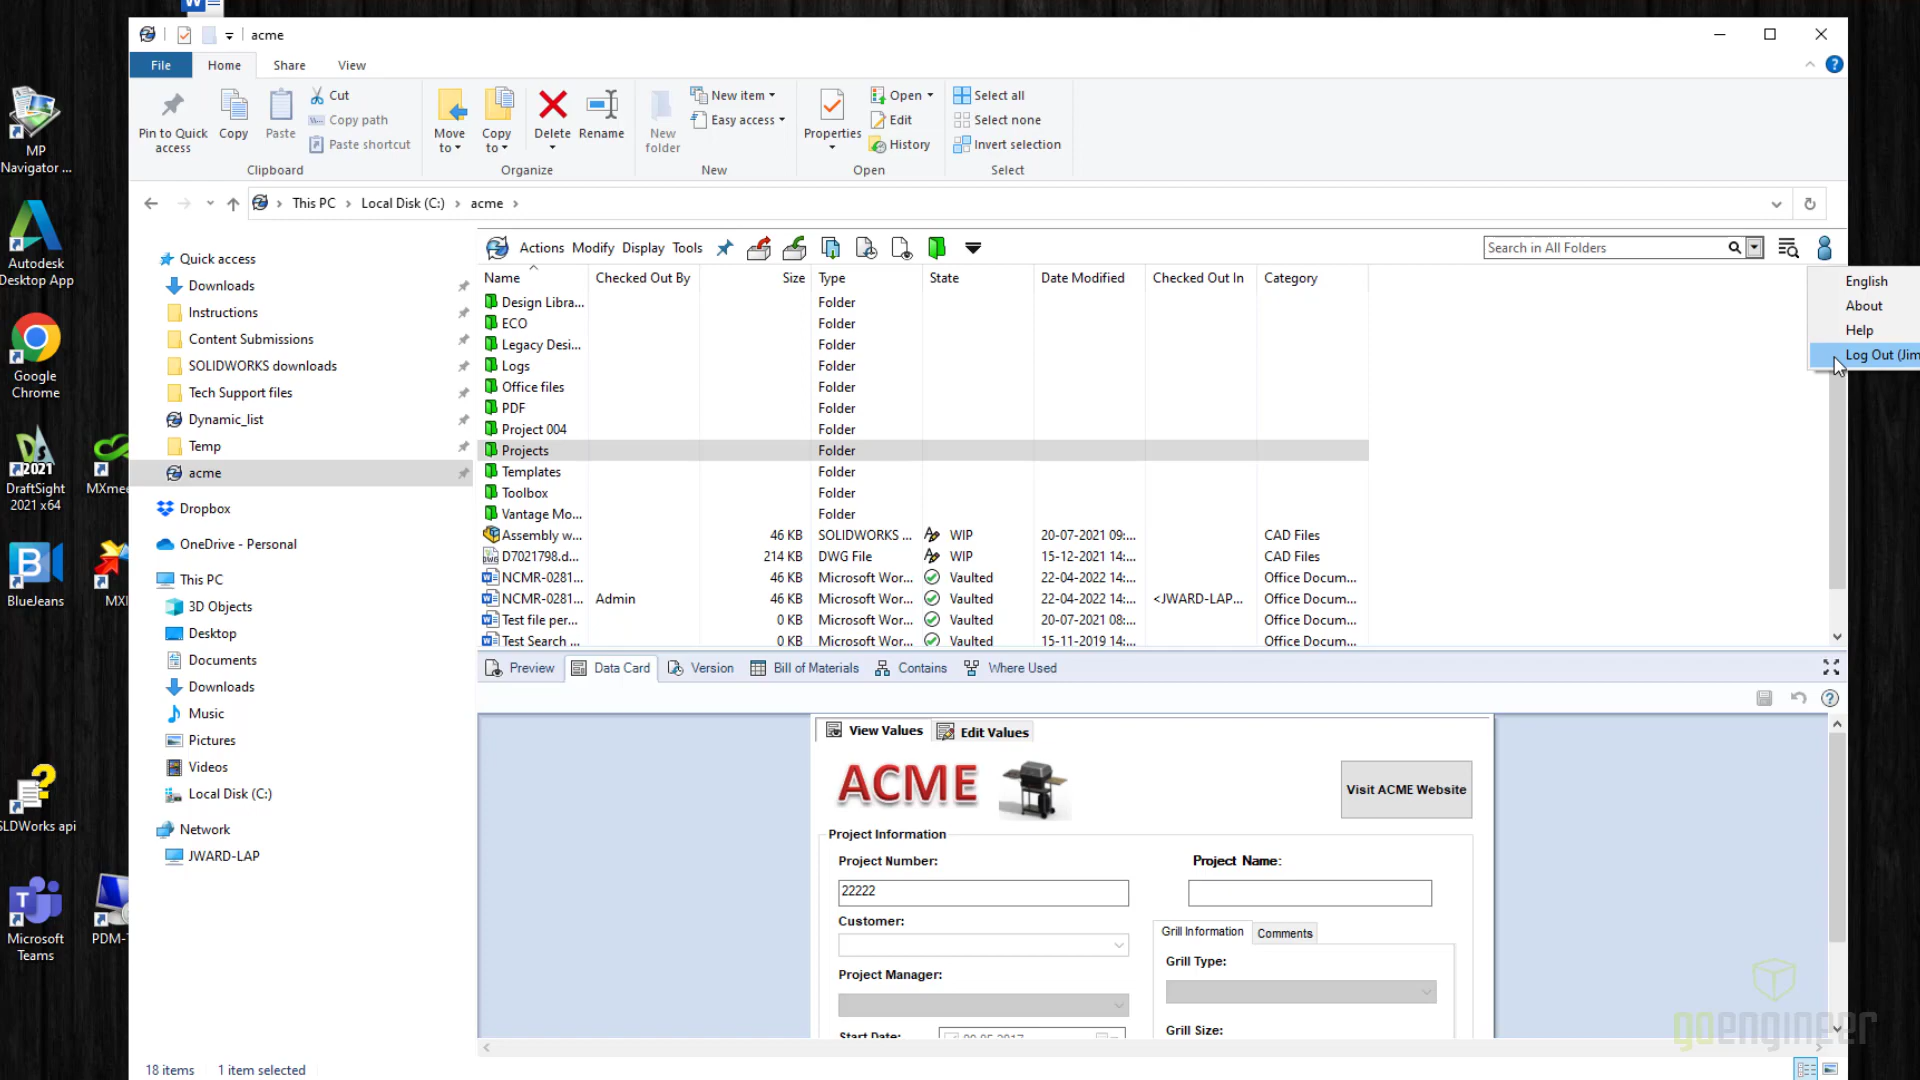 acme
File
Home
Share
View
Pin to Quick access
Copy
Paste
Cut
Copy path
Paste shortcut
Clipboard
Move to
Copy to
Delete
Rename
Organize
New folder
New item
Easy access
New
Properties
Open
Edit
History
Open
Select all
Select none
Invert selection
Select
This PC
Local Disk (C:)
acme
Quick access
Downloads
Instructions
Content Submissions
SOLIDWORKS downloads
Tech Support files
Dynamic_list
Temp
acme
Dropbox
OneDrive - Personal
This PC
3D Objects
Desktop
Documents
Downloads
Music
Pictures
Videos
Local Disk (C:)
Network
JWARD-LAP
MP Navigator ...
Autodesk Desktop App
Google Chrome
DraftSight 2021 x64
MXmee
BlueJeans
MXI
SLDWorks api
Microsoft Teams
PDM-
Actions Modify Display Tools
Search in All Folders
English
About
Help
Log Out (Jim
Name Checked Out By Size Type State Date Modified Checked Out In Category
Design Libra... Folder
ECO Folder
Legacy Desi... Folder
Logs Folder
Office files Folder
PDF Folder
Project 004 Folder
Projects Folder
Templates Folder
Toolbox Folder
Vantage Mo... Folder
Assembly w... 46 KB SOLIDWORKS ... WIP 20-07-2021 09:... CAD Files
D7021798.d... 214 KB DWG File WIP 15-12-2021 14:... CAD Files
NCMR-0281... 46 KB Microsoft Wor... Vaulted 22-04-2022 14:... Office Docum...
NCMR-0281... Admin 46 KB Microsoft Wor... Vaulted 22-04-2022 14:... <JWARD-LAP... Office Docum...
Test file per... 0 KB Microsoft Wor... Vaulted 20-07-2021 08:... Office Docum...
Test Search ... 0 KB Microsoft Wor... Vaulted 15-11-2019 14:... Office Docum...
Preview Data Card Version Bill of Materials Contains Where Used
View Values Edit Values
ACME
Visit ACME Website
Project Information
Project Number:
22222
Project Name:
Customer:
Project Manager:
Start Date:
Grill Information
Comments
Grill Type:
Grill Size:
goengineer
18 items 1 item selected